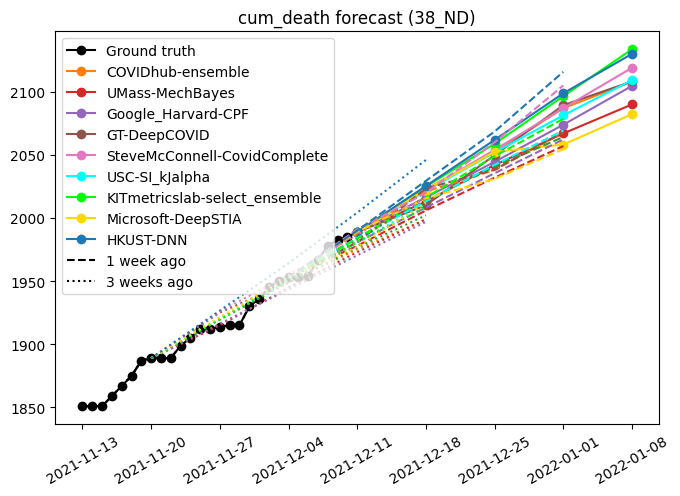 cum_death forecast (38_ND)
Ground truth
COVIDhub-ensemble
UMass-MechBayes
Google_Harvard-CPF
GT-DeepCOVID
SteveMcConnell-CovidComplete
USC-SI_kJalpha
KITmetricslab-select_ensemble
Microsoft-DeepSTIA
HKUST-DNN
1 week ago
3 weeks ago
2100
2050
2000
1950
1900
1850
2021-11-13
2021-11-20
2021-11-27
2021-12-04
2021-12-11
2021-12-18
2021-12-25
2022-01-01
2022-01-08